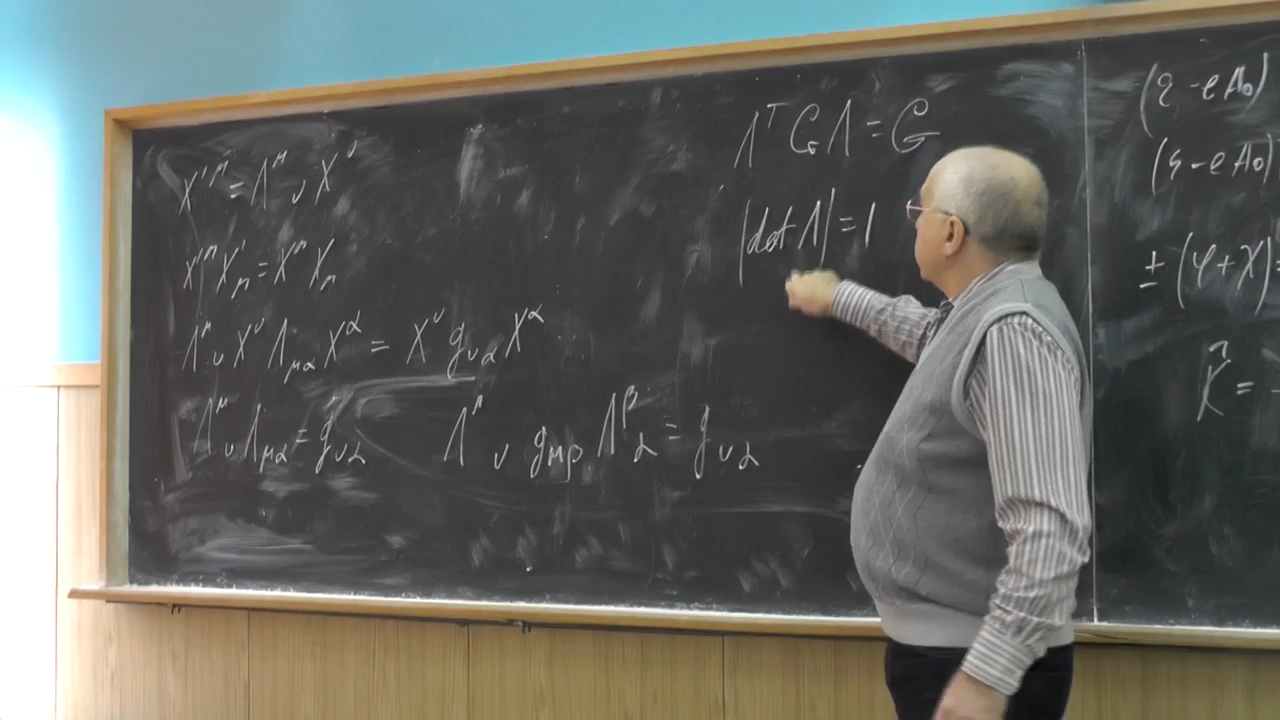 x'^μ = Λ^μ_ν x^ν
x'^μ x'_μ = x^μ x_μ
Λ^μ_ν x^ν Λ_μα x^α = x^ν g_να x^α
Λ^μ_ν Λ_μα = g_να
Λ^μ_ν g_μβ Λ^β_α = g_να
Λ^T G Λ = G
|det Λ| = 1
(ε - eA₀)
(ε - eA₀)
± (φ + χ) =
K⃗ =